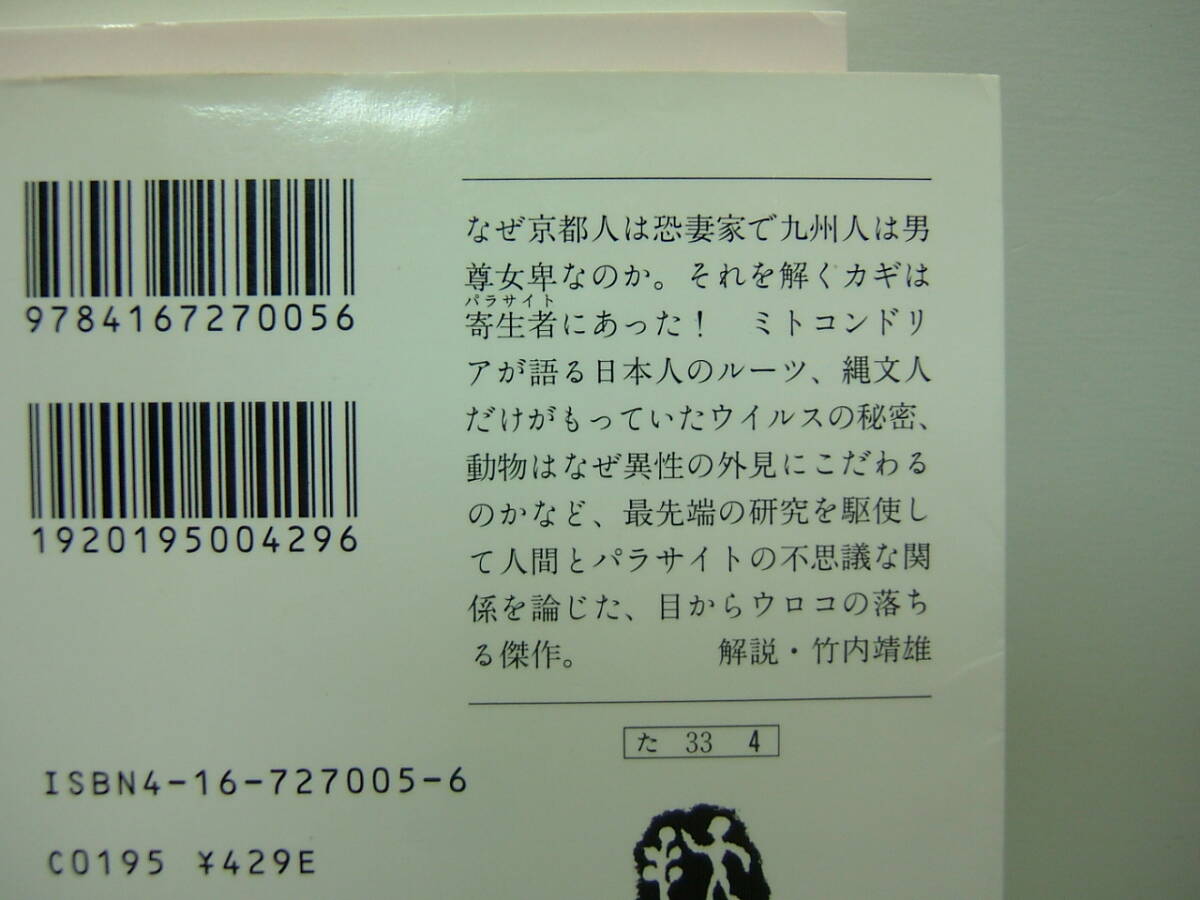 9784167270056
1920195004296
なぜ京都人は恐妻家で九州人は男
尊女卑なのか。それを解くカギは
パラサイト
寄生者にあった！　ミトコンドリ
アが語る日本人のルーツ、縄文人
だけがもっていたウイルスの秘密、
動物はなぜ異性の外見にこだわる
のかなど、最先端の研究を駆使し
て人間とパラサイトの不思議な関
係を論じた、目からウロコの落ち
る傑作。　　　　解説・竹内靖雄
た 33 4
ISBN4-16-727005-6
C0195 ¥429E